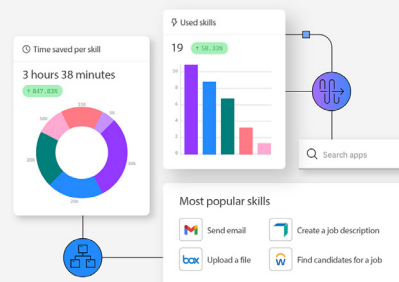 Time saved per skill
3 hours 38 minutes
↑ 847.83%
Used skills
19
↑ 58.33%
10
8
6
4
2
0
Search apps
Most popular skills
Send email
Create a job description
box
Upload a file
Find candidates for a job